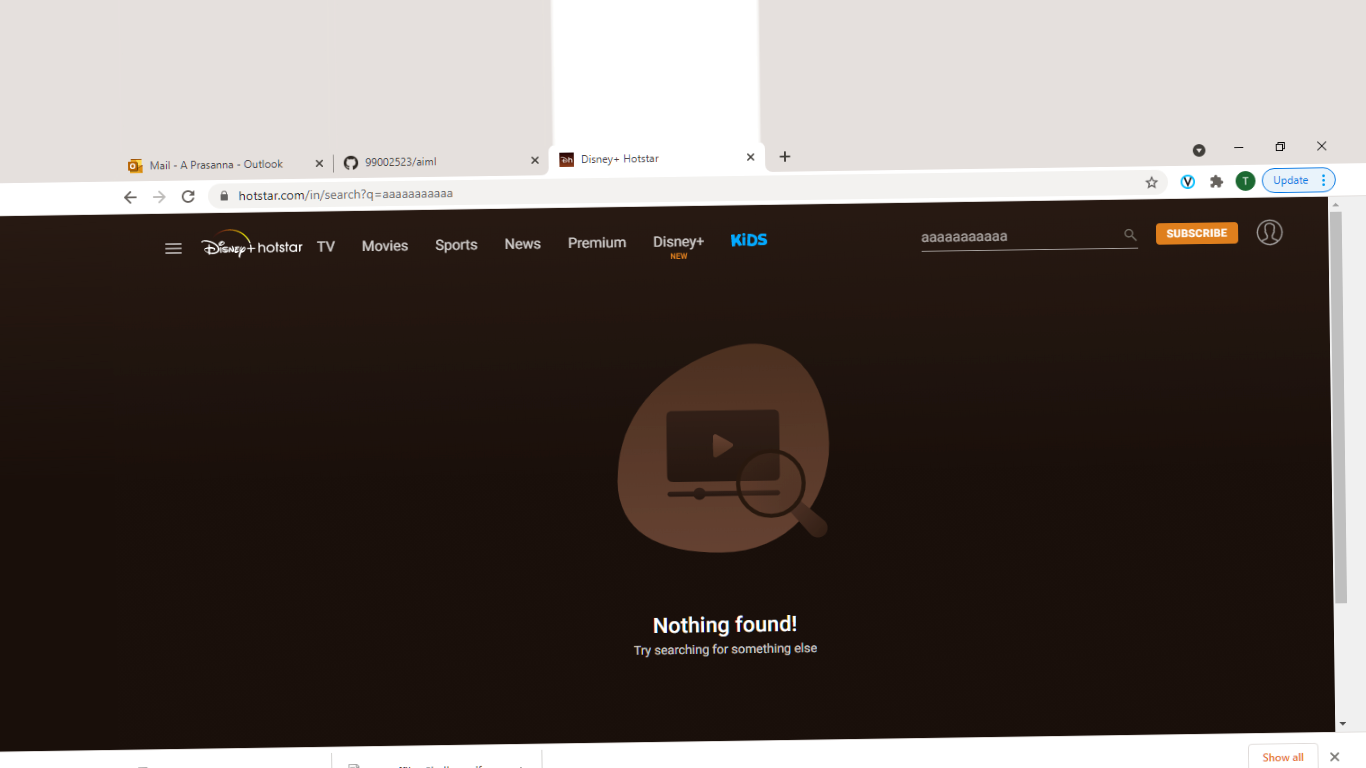 Mail - A Prasanna - Outlook
99002523/aiml
Disney+ Hotstar
hotstar.com/in/search?q=aaaaaaaaaaa
T
Update
Disney+ hotstar
TV
Movies
Sports
News
Premium
Disney+
NEW
KiDS
aaaaaaaaaaa
SUBSCRIBE
Nothing found!
Try searching for something else
Show all